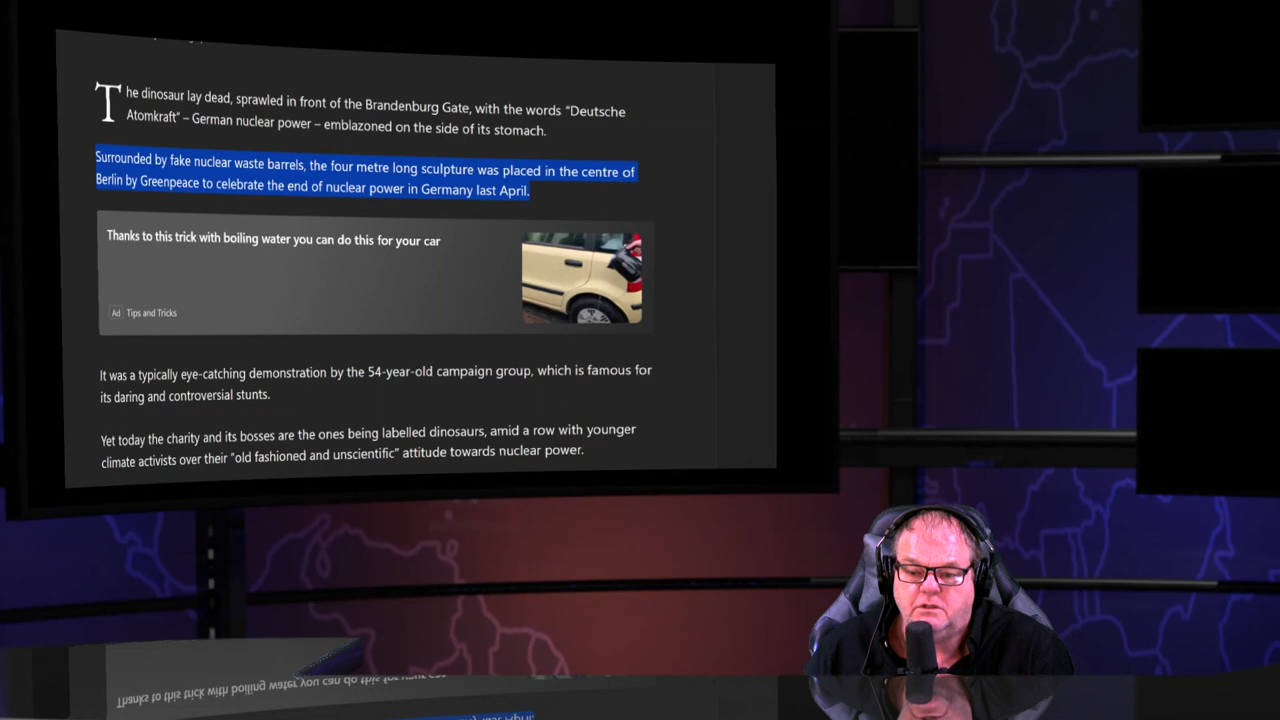 The dinosaur lay dead, sprawled in front of the Brandenburg Gate, with the words “Deutsche
Atomkraft” – German nuclear power – emblazoned on the side of its stomach.
Surrounded by fake nuclear waste barrels, the four metre long sculpture was placed in the centre of
Berlin by Greenpeace to celebrate the end of nuclear power in Germany last April.
Thanks to this trick with boiling water you can do this for your car
Ad Tips and Tricks
It was a typically eye-catching demonstration by the 54-year-old campaign group, which is famous for
its daring and controversial stunts.
Yet today the charity and its bosses are the ones being labelled dinosaurs, amid a row with younger
climate activists over their “old fashioned and unscientific” attitude towards nuclear power.
Thanks to this trick with boiling water you can do this for your car